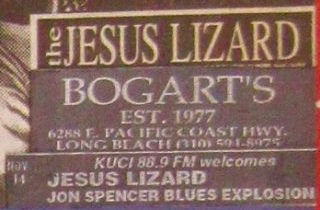 the JESUS LIZARD
BOGART'S
EST. 1977
6288 E. PACIFIC COAST HWY.
LONG BEACH (310) 594-8975
NOV 14
KUCI 88.9 FM welcomes
JESUS LIZARD
JON SPENCER BLUES EXPLOSION